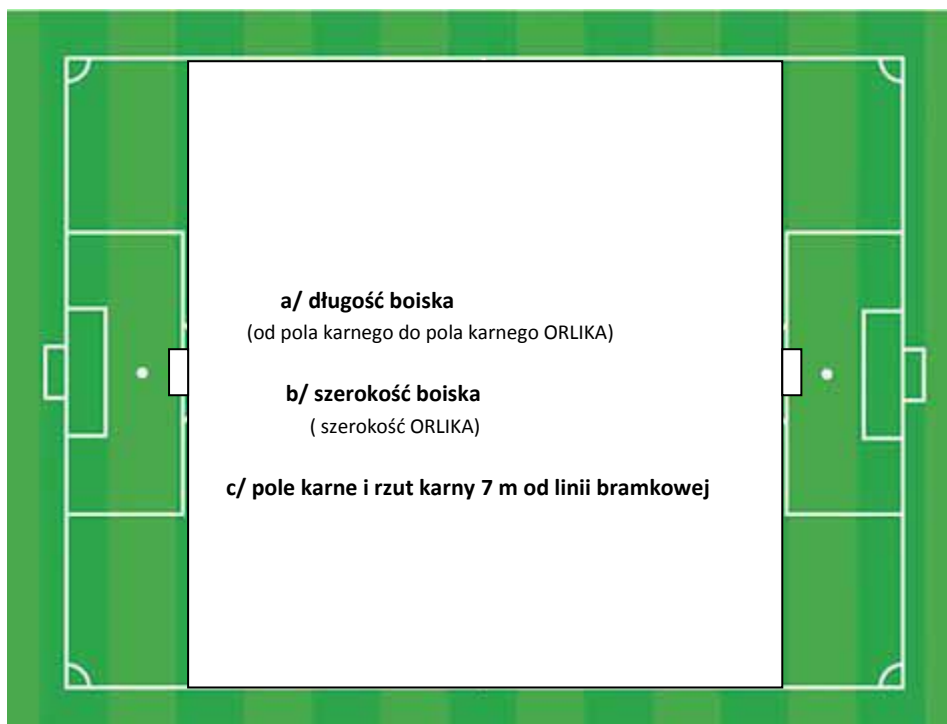 a/ długość boiska
(od pola karnego do pola karnego ORLIKA)
b/ szerokość boiska
( szerokość ORLIKA)
c/ pole karne i rzut karny 7 m od linii bramkowej